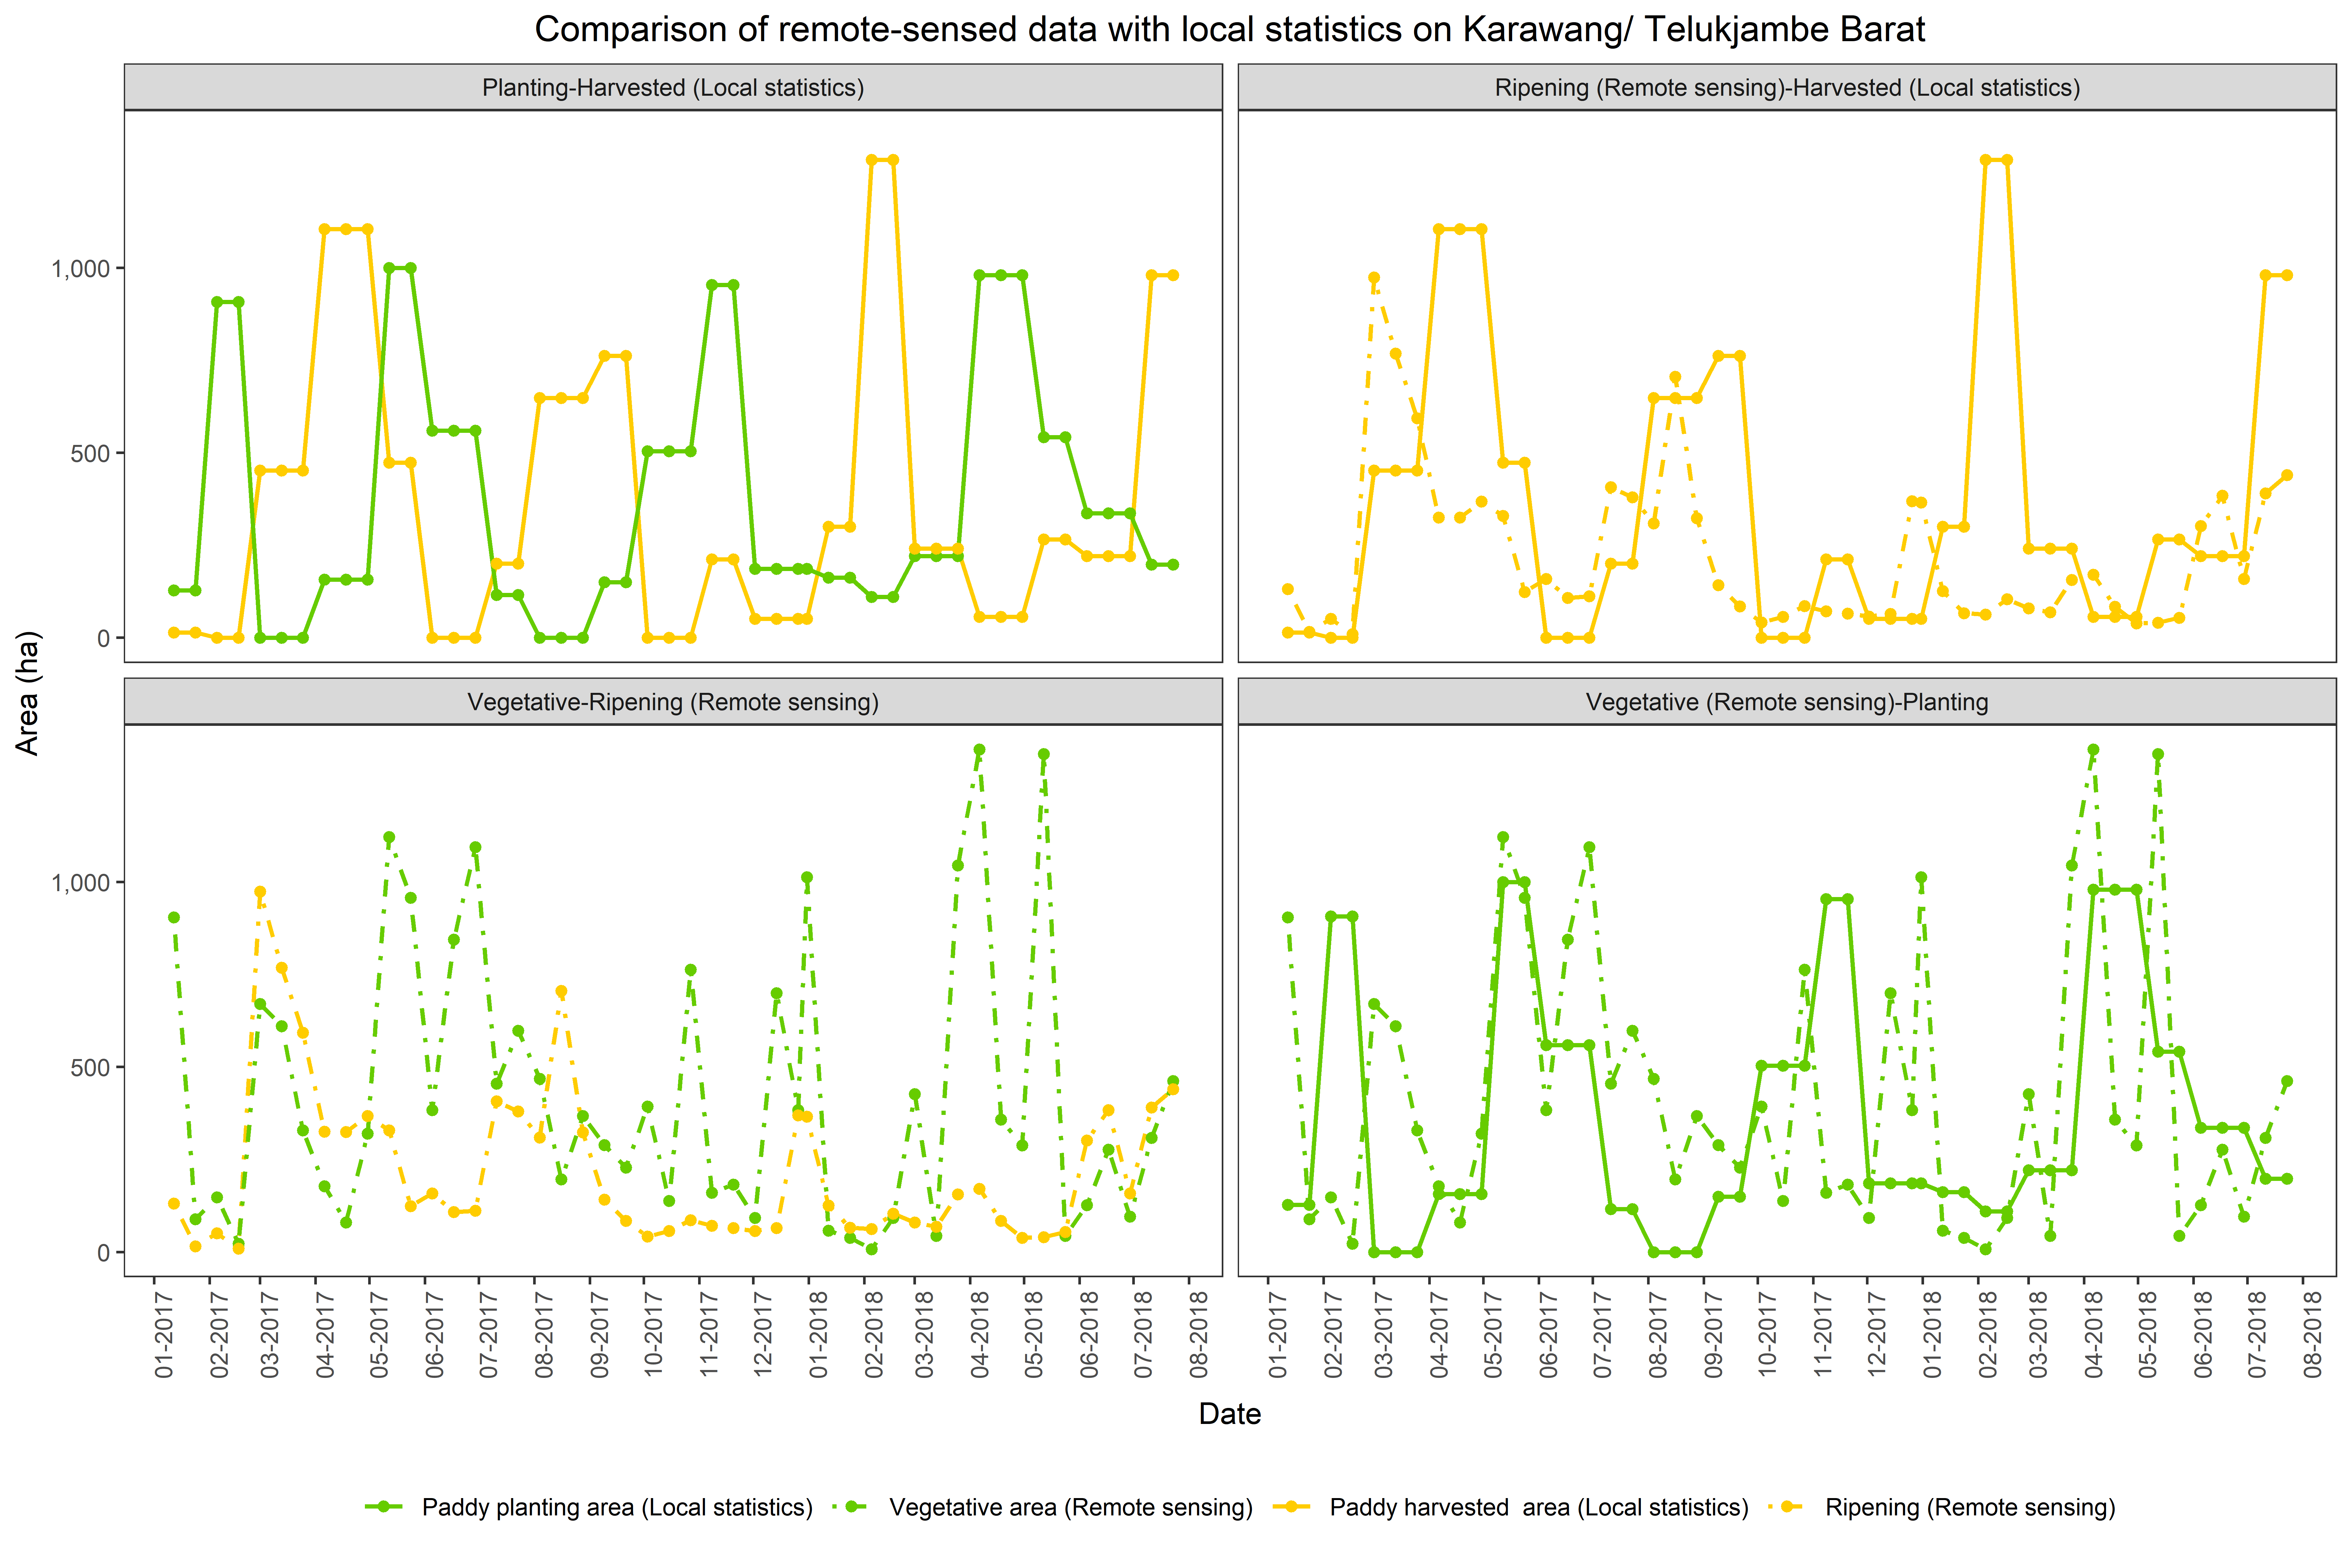 Comparison of remote-sensed data with local statistics on Karawang/ Telukjambe Barat
Planting-Harvested (Local statistics)
Ripening (Remote sensing)-Harvested (Local statistics)
1,000
500
0
Area (ha)
Vegetative-Ripening (Remote sensing)
Vegetative (Remote sensing)-Planting
1,000
500
0
01-2017 02-2017 03-2017 04-2017 05-2017 06-2017 07-2017 08-2017 09-2017 10-2017 11-2017 12-2017 01-2018 02-2018 03-2018 04-2018 05-2018 06-2018 07-2018 08-2018
01-2017 02-2017 03-2017 04-2017 05-2017 06-2017 07-2017 08-2017 09-2017 10-2017 11-2017 12-2017 01-2018 02-2018 03-2018 04-2018 05-2018 06-2018 07-2018 08-2018
Date
Paddy planting area (Local statistics) Vegetative area (Remote sensing) Paddy harvested  area (Local statistics) Ripening (Remote sensing)